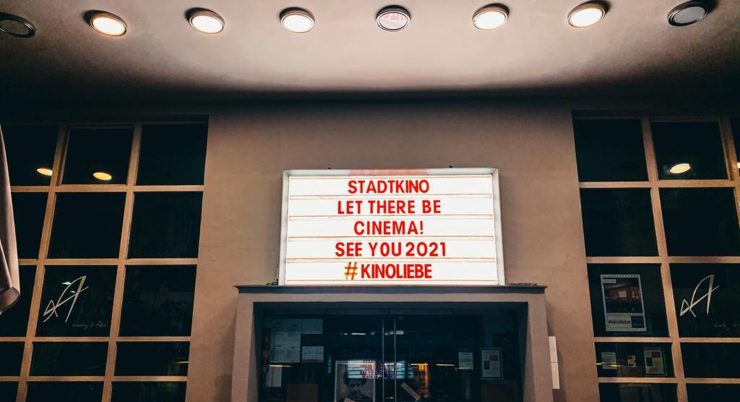 STADTKINO
LET THERE BE
CINEMA!
SEE YOU 2021
# KINOLIEBE